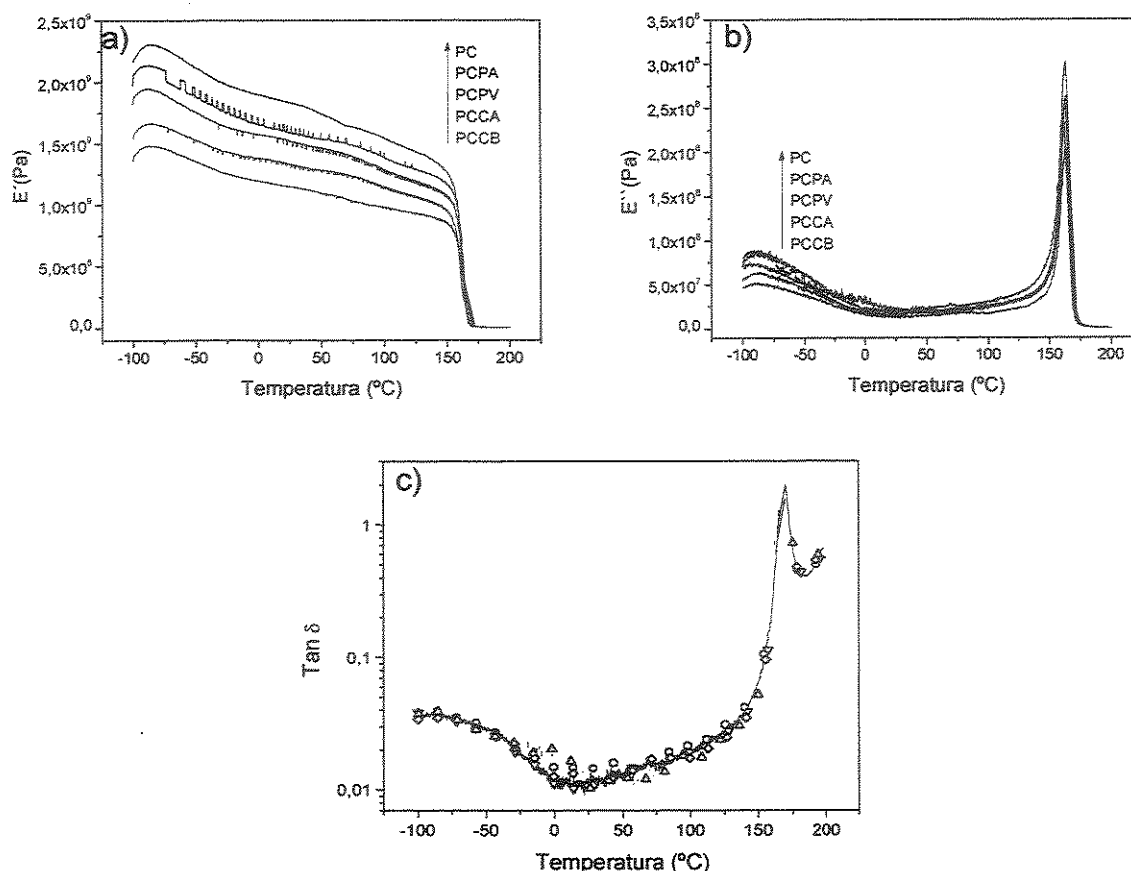 a)
2,5x10⁹
2,0x10⁹
1,5x10⁹
1,0x10⁹
5,0x10⁸
0,0
E´(Pa)
PC
PCPA
PCPV
PCCA
PCCB
-100 -50 0 50 100 150 200
Temperatura (ºC)
b)
3,5x10⁸
3,0x10⁸
2,5x10⁸
2,0x10⁸
1,5x10⁸
1,0x10⁸
5,0x10⁷
0,0
E``(Pa)
PC
PCPA
PCPV
PCCA
PCCB
-100 -50 0 50 100 150 200
Temperatura (ºC)
c)
1
0,1
0,01
Tan δ
-100 -50 0 50 100 150 200
Temperatura (ºC)